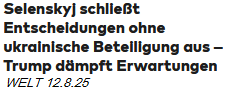 Selenskyj schließt
Entscheidungen ohne
ukrainische Beteiligung aus –
Trump dämpft Erwartungen
WELT 12.8.25